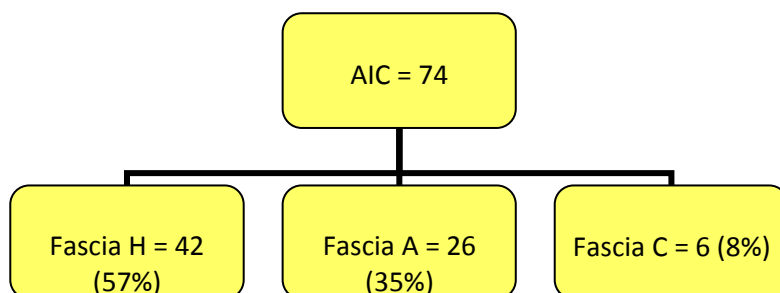 AIC = 74
Fascia H = 42
(57%)
Fascia A = 26
(35%)
Fascia C = 6 (8%)